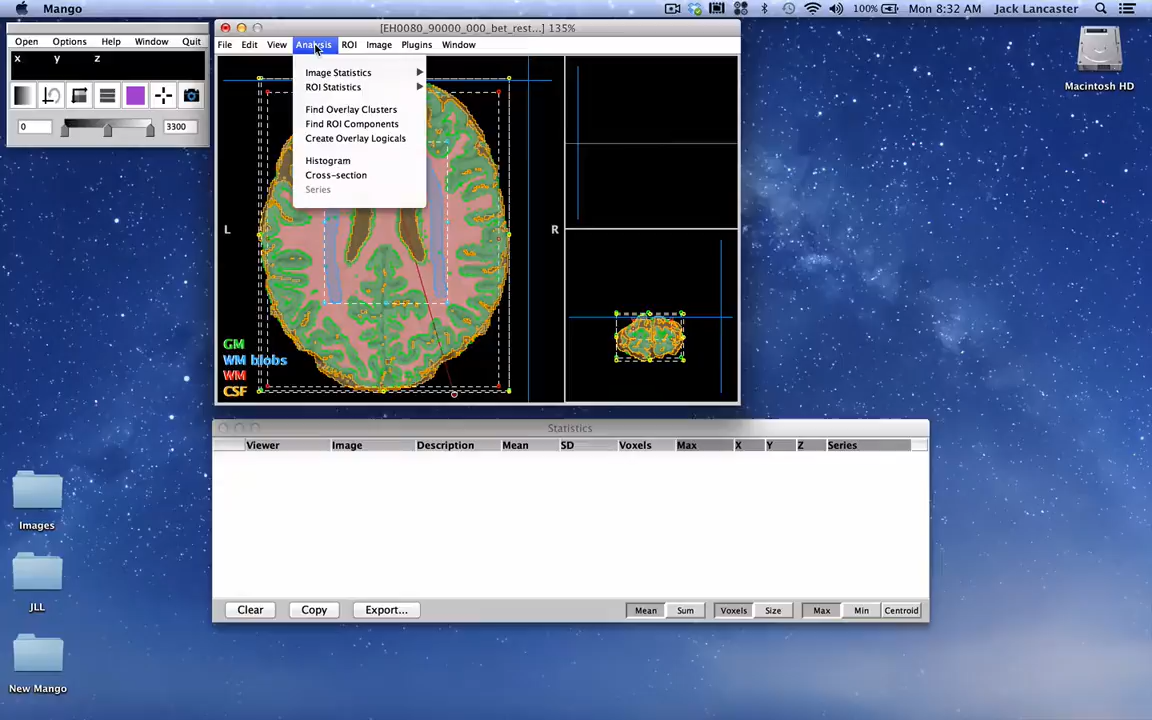 Mango
100%
Mon 8:32 AM
Jack Lancaster
Open Options Help Window Quit
x y z
0
3300
[EH0080_90000_000_bet_rest...] 135%
File Edit View Analysis ROI Image Plugins Window
Image Statistics
ROI Statistics
Find Overlay Clusters
Find ROI Components
Create Overlay Logicals
Histogram
Cross-section
Series
L
R
GM
WM blobs
WM
CSF
Macintosh HD
Statistics
Viewer Image Description Mean SD Voxels Max X Y Z Series
Clear Copy Export... Mean Sum Voxels Size Max Min Centroid
Images
JLL
New Mango